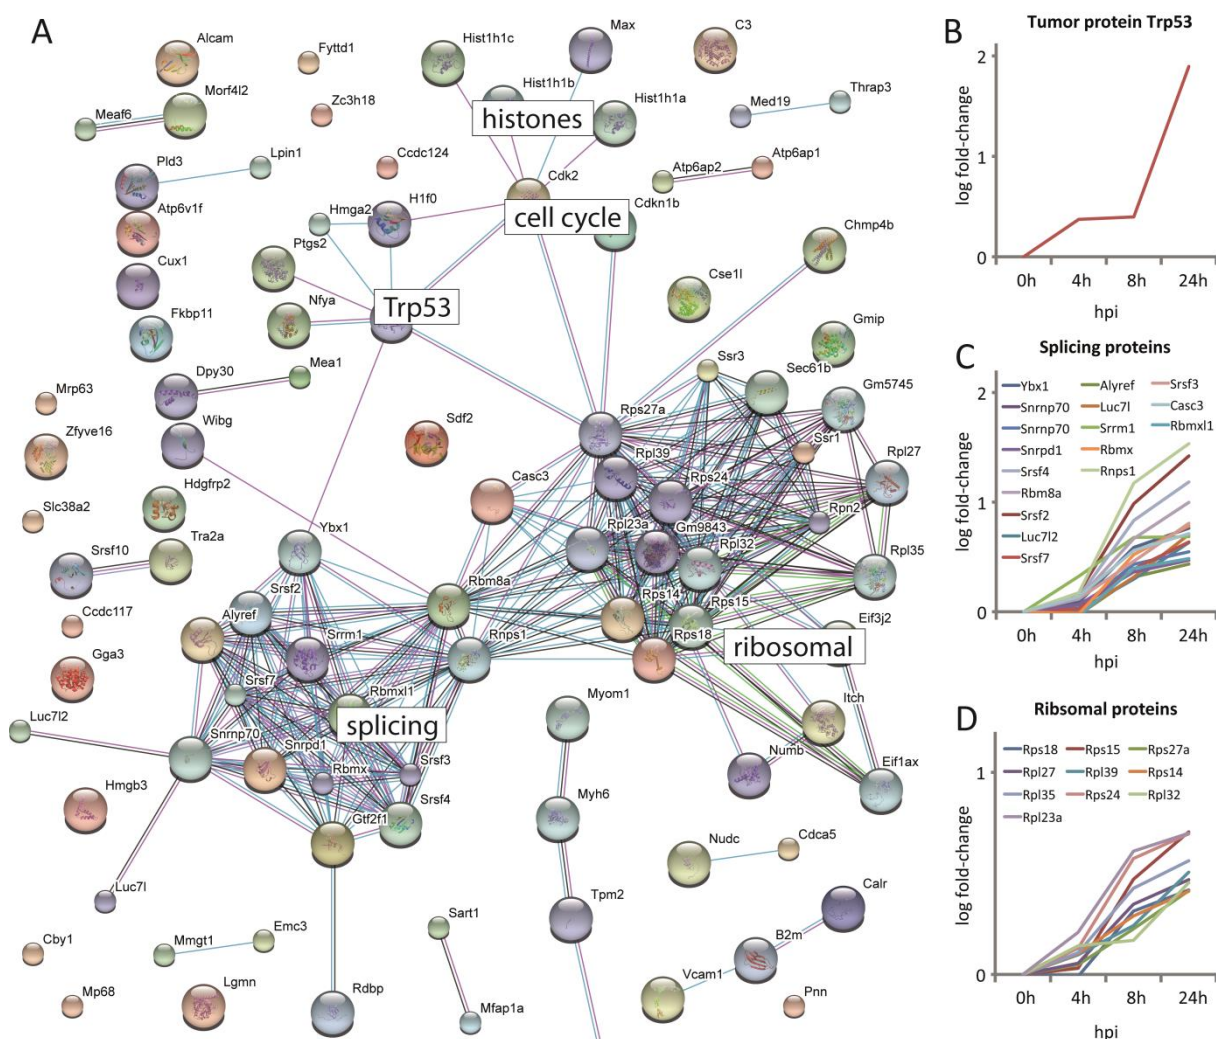 A
Alcam
Fyttd1
Hist1h1c
Max
C3
Morf4l2
Meaf6
Zc3h18
Hist1h1b
histones
Hist1h1a
Med19
Thrap3
Pld3
Lpin1
Ccdc124
Cdk2
Atp6ap2
Atp6ap1
Atp6v1f
Hmga2
H1f0
cell cycle
Cdkn1b
Chmp4b
Cux1
Ptgs2
Cse1l
Nfya
Trp53
Gmip
Fkbp11
Mea1
Dpy30
Ssr3
Sec61b
Gm5745
Mrp63
Wibg
Rps27a
Zfyve16
Sdf2
Ssr1
Rpl39
Rpl27
Casc3
Rps24
Hdgfrp2
Slc38a2
Rpn2
Rpl23a
Gm9843
Tra2a
Ybx1
Rpl32
Rpl35
Srsf10
Rbm8a
Rps14
Rps15
Srsf2
Ccdc117
Alyref
Srrm1
Rnps1
Rps18
Eif3j2
ribosomal
Gga3
Srsf7
Rbmxl1
Myom1
Itch
Luc7l2
splicing
Snrnp70
Snrpd1
Numb
Srsf3
Rbmx
Eif1ax
Hmgb3
Srsf4
Myh6
Gtf2f1
Nudc
Cdca5
Luc7l
Tpm2
Calr
Sart1
Cby1
Mmgt1
Emc3
B2m
Vcam1
Mp68
Lgmn
Rdbp
Mfap1a
Pnn
B
Tumor protein Trp53
log fold-change
2
1
0
0h 4h 8h 24h
hpi
C
Splicing proteins
Ybx1 Alyref Srsf3
Snrnp70 Luc7l Casc3
Snrnp70 Srrm1 Rbmxl1
Snrpd1 Rbmx
Srsf4 Rnps1
Rbm8a
Srsf2
Luc7l2
Srsf7
log fold-change
2
1
0
0h 4h 8h 24h
hpi
D
Ribsomal proteins
Rps18 Rps15 Rps27a
Rpl27 Rpl39 Rps14
Rpl35 Rps24 Rpl32
Rpl23a
log fold-change
1
0
0h 4h 8h 24h
hpi